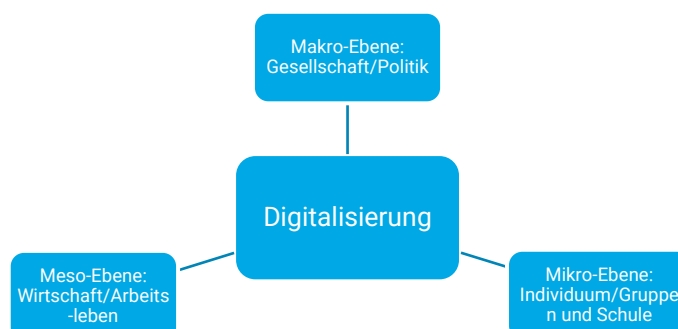 Makro-Ebene:
Gesellschaft/Politik
Digitalisierung
Meso-Ebene:
Wirtschaft/Arbeits
-leben
Mikro-Ebene:
Individuum/Gruppe
n und Schule